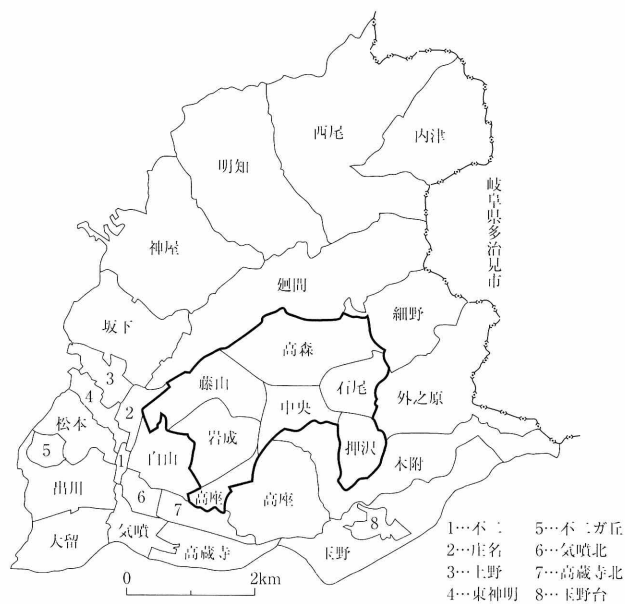 西尾
内津
明知
岐阜県多治見市
神屋
廻間
細野
坂下
高森
3
藤山
石尾
4
2
外之原
松本
中央
岩成
5
白山
押沢
1
木附
出川
6
7
高座
高座
気噴
8
大留
高蔵寺
玉野
0
2km
1…不二
2…庄名
3…上野
4…東神明
5…不二ガ丘
6…気噴北
7…高蔵寺北
8…玉野台